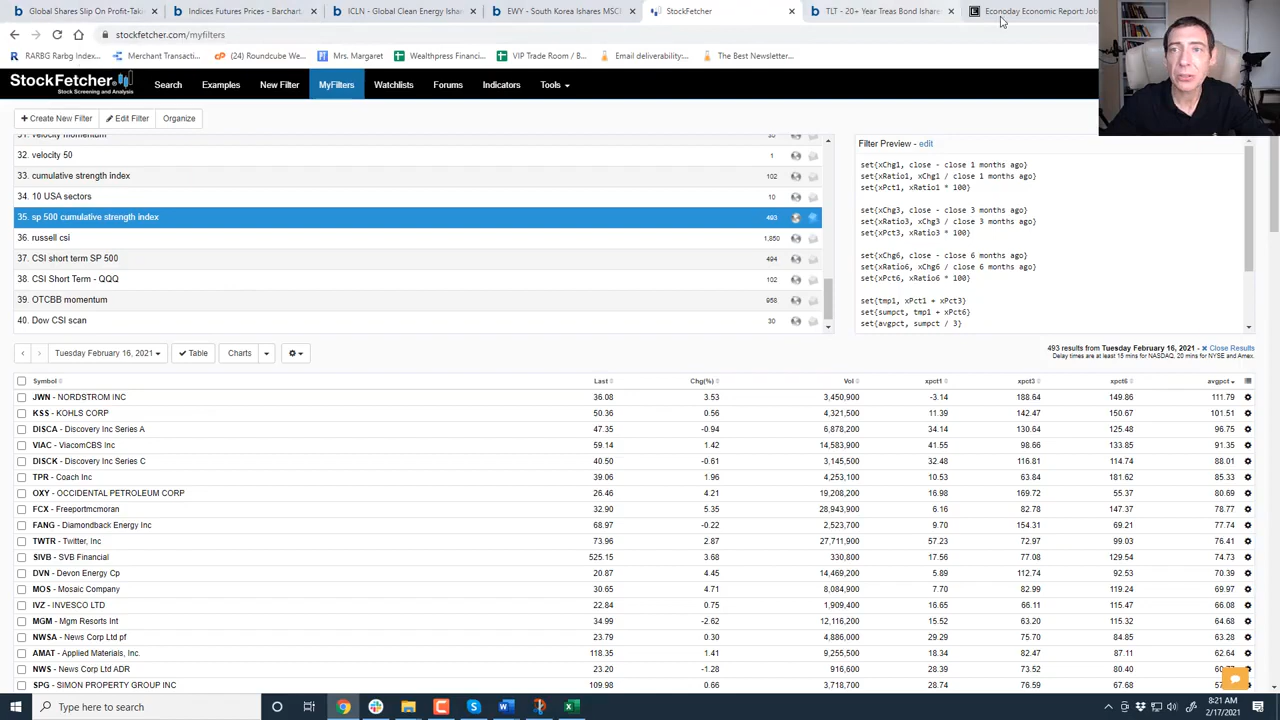 Global Shares Slip On Profit-Take
Indices Futures Prices - Barchart.
ICLN - Global Clean Energy Ishar
EWY - South Korea Ishares MSCI
StockFetcher
TLT - 20+ Year Treas Bond Ishare
Econoday Economic Report: Job
stockfetcher.com/myfilters
RARBG Rarbg Index...
Merchant Transactio...
(24) Roundcube We...
Mrs. Margaret
Wealthpress Financi...
VIP Trade Room / B...
Email deliverability:...
The Best Newsletter...
StockFetcher
Stock Screening and Analysis
Search
Examples
New Filter
MyFilters
Watchlists
Forums
Indicators
Tools
Create New Filter
Edit Filter
Organize
31. velocity momentum
32. velocity 50 1
33. cumulative strength index 102
34. 10 USA sectors 10
35. sp 500 cumulative strength index 493
36. russell csi 1,850
37. CSI short term SP 500 494
38. CSI Short Term - QQQ 102
39. OTCBB momentum 958
40. Dow CSI scan 30
Filter Preview - edit
set{xChg1, close - close 1 months ago}
set{xRatio1, xChg1 / close 1 months ago}
set{xPct1, xRatio1 * 100}
set{xChg3, close - close 3 months ago}
set{xRatio3, xChg3 / close 3 months ago}
set{xPct3, xRatio3 * 100}
set{xChg6, close - close 6 months ago}
set{xRatio6, xChg6 / close 6 months ago}
set{xPct6, xRatio6 * 100}
set{tmp1, xPct1 + xPct3}
set{sumpct, tmp1 + xPct6}
set{avgpct, sumpct / 3}
Tuesday February 16, 2021
Table
Charts
493 results from Tuesday February 16, 2021 - Close Results
Delay times are at least 15 mins for NASDAQ, 20 mins for NYSE and Amex.
Symbol Last Chg(%) Vol xpct1 xpct3 xpct6 avgpct
JWN - NORDSTROM INC 36.08 3.53 3,450,900 -3.14 188.64 149.86 111.79
KSS - KOHLS CORP 50.36 0.56 4,321,500 11.39 142.47 150.67 101.51
DISCA - Discovery Inc Series A 47.35 -0.94 6,878,200 34.14 130.64 125.48 96.75
VIAC - ViacomCBS Inc 59.14 1.42 14,583,900 41.55 98.66 133.85 91.35
DISCK - Discovery Inc Series C 40.50 -0.61 3,145,500 32.48 116.81 114.74 88.01
TPR - Coach Inc 39.06 1.96 4,253,100 10.53 63.84 181.62 85.33
OXY - OCCIDENTAL PETROLEUM CORP 26.46 4.21 19,208,200 16.98 169.72 55.37 80.69
FCX - Freeportmcmoran 32.90 5.35 28,943,900 6.16 82.78 147.37 78.77
FANG - Diamondback Energy Inc 68.97 -0.22 2,523,700 9.70 154.31 69.21 77.74
TWTR - Twitter, Inc 73.96 2.87 27,711,900 57.23 72.97 99.03 76.41
SIVB - SVB Financial 525.15 3.68 330,800 17.56 77.08 129.54 74.73
DVN - Devon Energy Cp 20.87 4.45 14,469,200 5.89 112.74 92.53 70.39
MOS - Mosaic Company 30.65 4.71 8,084,900 7.70 82.97 119.24 69.97
IVZ - INVESCO LTD 22.84 0.75 1,909,400 16.65 66.11 115.47 66.08
MGM - Mgm Resorts Int 34.99 -2.62 12,116,200 15.52 63.20 115.32 64.68
NWSA - News Corp Ltd pf 23.79 0.30 4,886,000 29.29 75.70 84.85 63.28
AMAT - Applied Materials, Inc. 118.35 1.41 9,255,500 18.34 82.47 87.11 62.64
NWS - News Corp Ltd ADR 23.20 -1.28 916,600 28.39 73.52 80.40
SPG - SIMON PROPERTY GROUP INC 109.98 0.66 3,718,700 28.74 76.59 67.68
Type here to search
8:21 AM
2/17/2021